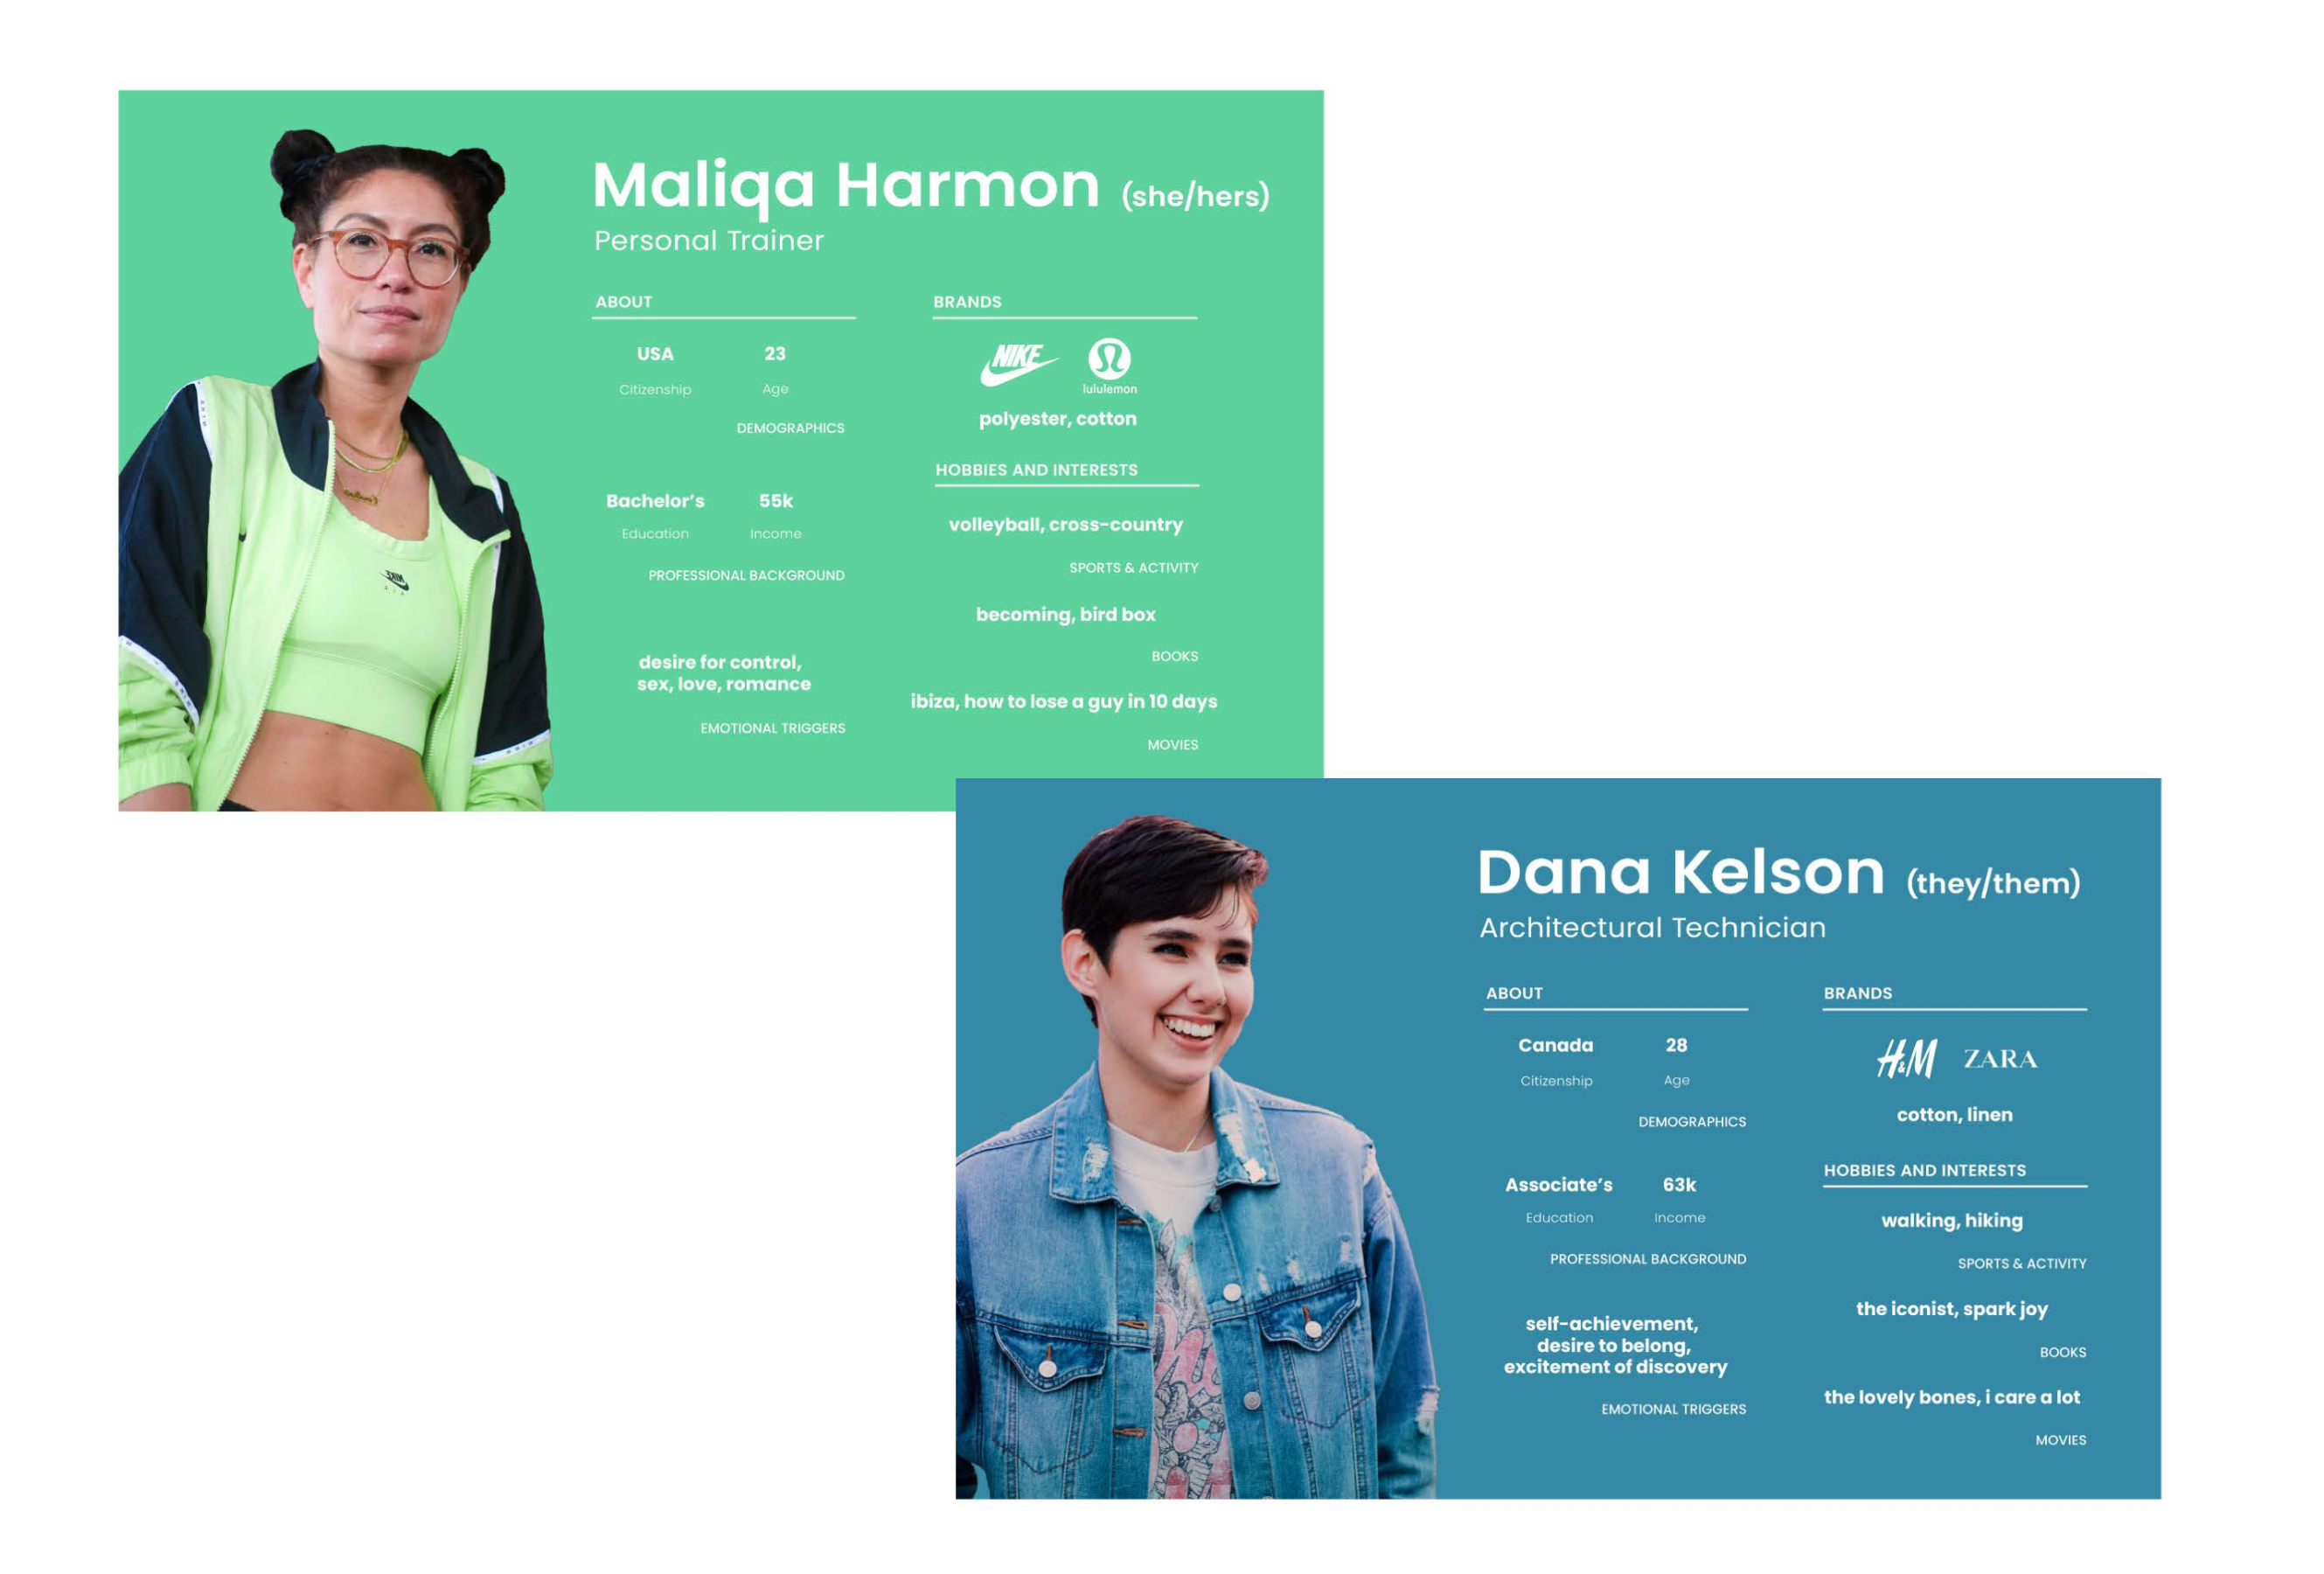 Maliqa Harmon (she/hers)
Personal Trainer
ABOUT
USA 23
Citizenship Age
DEMOGRAPHICS
Bachelor's 55k
Education Income
PROFESSIONAL BACKGROUND
desire for control,
sex, love, romance
EMOTIONAL TRIGGERS
BRANDS
NIKE
lululemon
polyester, cotton
HOBBIES AND INTERESTS
volleyball, cross-country
SPORTS & ACTIVITY
becoming, bird box
BOOKS
ibiza, how to lose a guy in 10 days
MOVIES
NIKE
AIR
Dana Kelson (they/them)
Architectural Technician
ABOUT
Canada 28
Citizenship Age
DEMOGRAPHICS
Associate's 63k
Education Income
PROFESSIONAL BACKGROUND
self-achievement,
desire to belong,
excitement of discovery
EMOTIONAL TRIGGERS
BRANDS
H&M ZARA
cotton, linen
HOBBIES AND INTERESTS
walking, hiking
SPORTS & ACTIVITY
the iconist, spark joy
BOOKS
the lovely bones, i care a lot
MOVIES